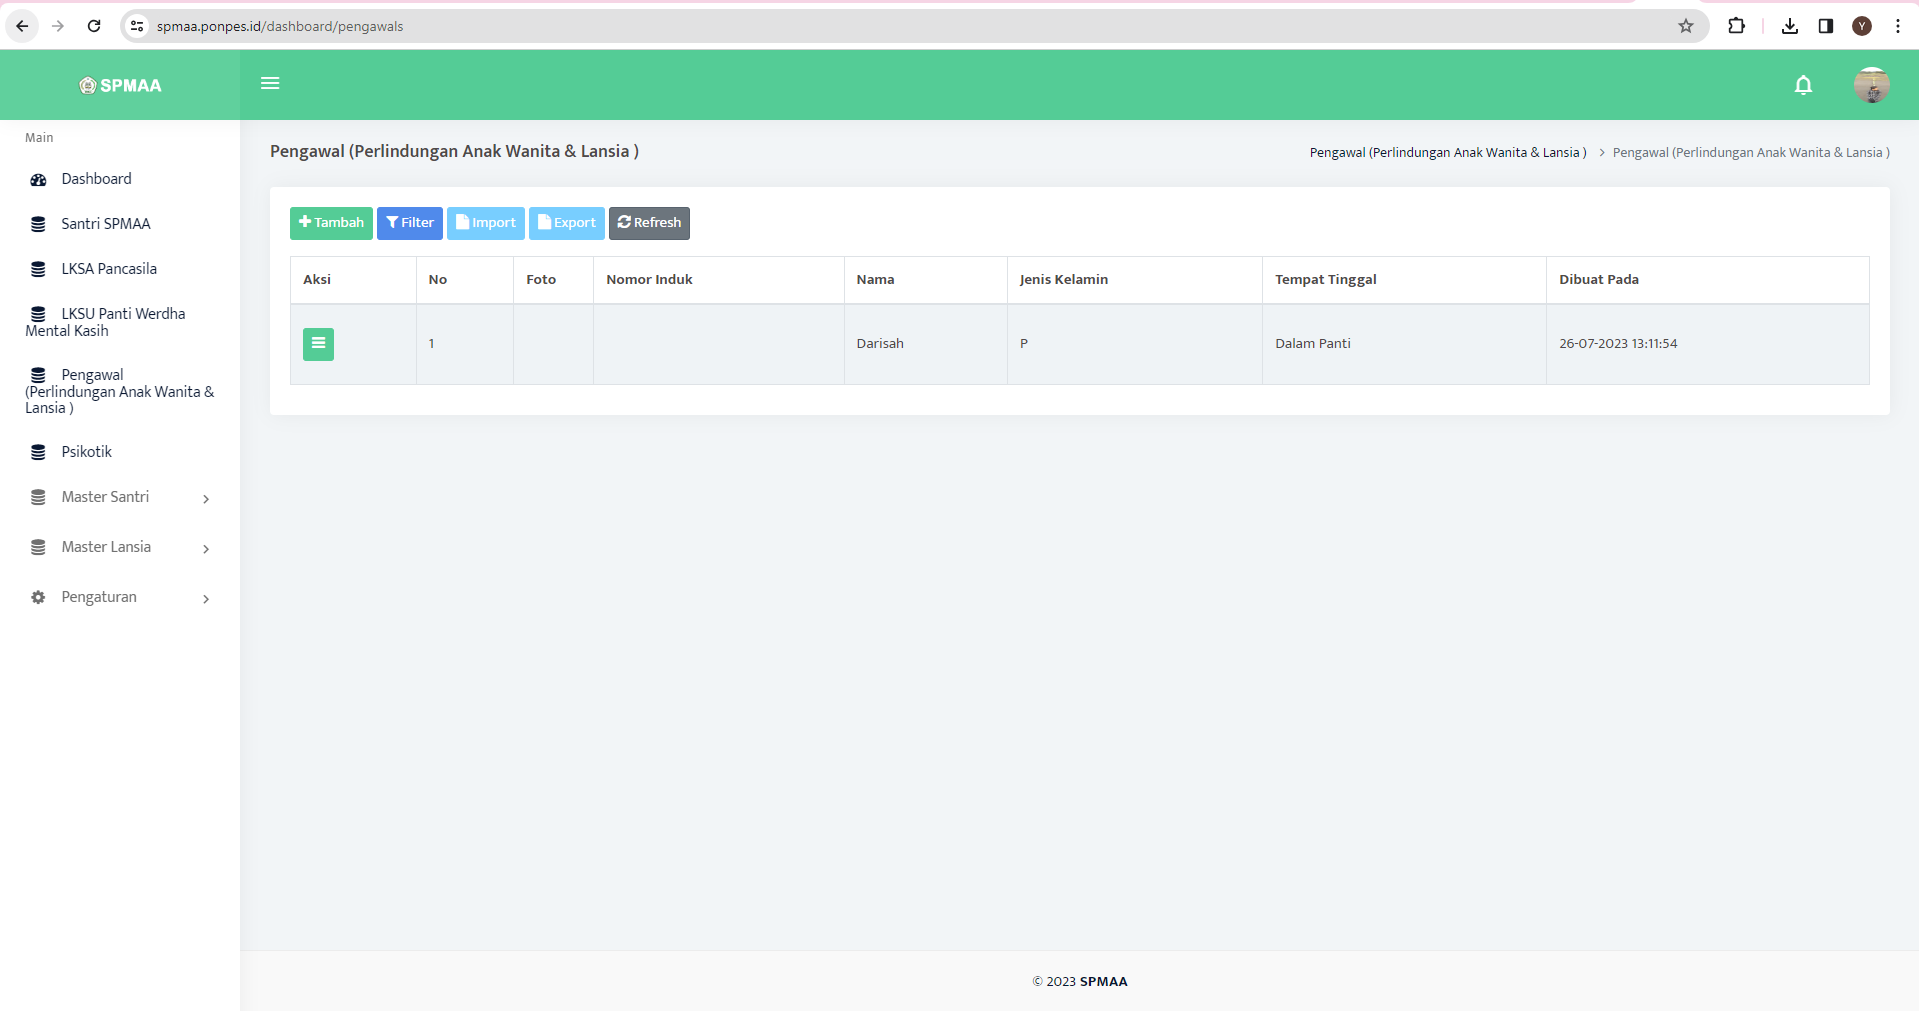 spmaa.ponpes.id/dashboard/pengawals
Y
SPMAA
Main
Dashboard
Santri SPMAA
LKSA Pancasila
LKSU Panti Werdha
Mental Kasih
Pengawal
(Perlindungan Anak Wanita &
Lansia )
Psikotik
Master Santri
Master Lansia
Pengaturan
Pengawal (Perlindungan Anak Wanita & Lansia )
Pengawal (Perlindungan Anak Wanita & Lansia ) > Pengawal (Perlindungan Anak Wanita & Lansia )
Tambah Filter Import Export Refresh
Aksi No Foto Nomor Induk Nama Jenis Kelamin Tempat Tinggal Dibuat Pada
1 Darisah P Dalam Panti 26-07-2023 13:11:54
© 2023 SPMAA